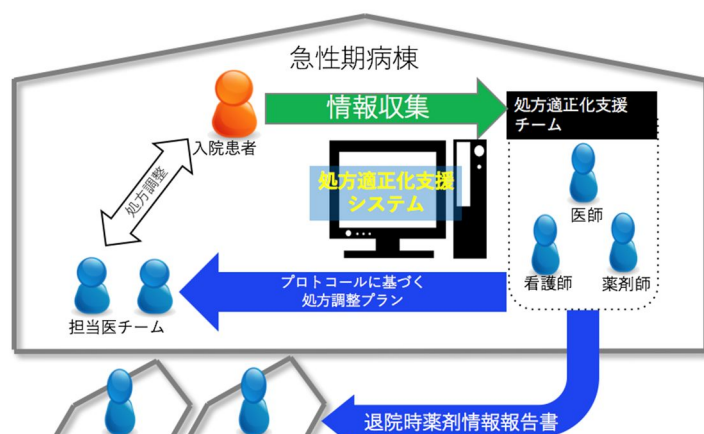 急性期病棟
情報収集
処方適正化支援
チーム
入院患者
処方調整
処方適正化支援
システム
医師
看護師
薬剤師
プロトコールに基づく
処方調整プラン
担当医チーム
退院時薬剤情報報告書